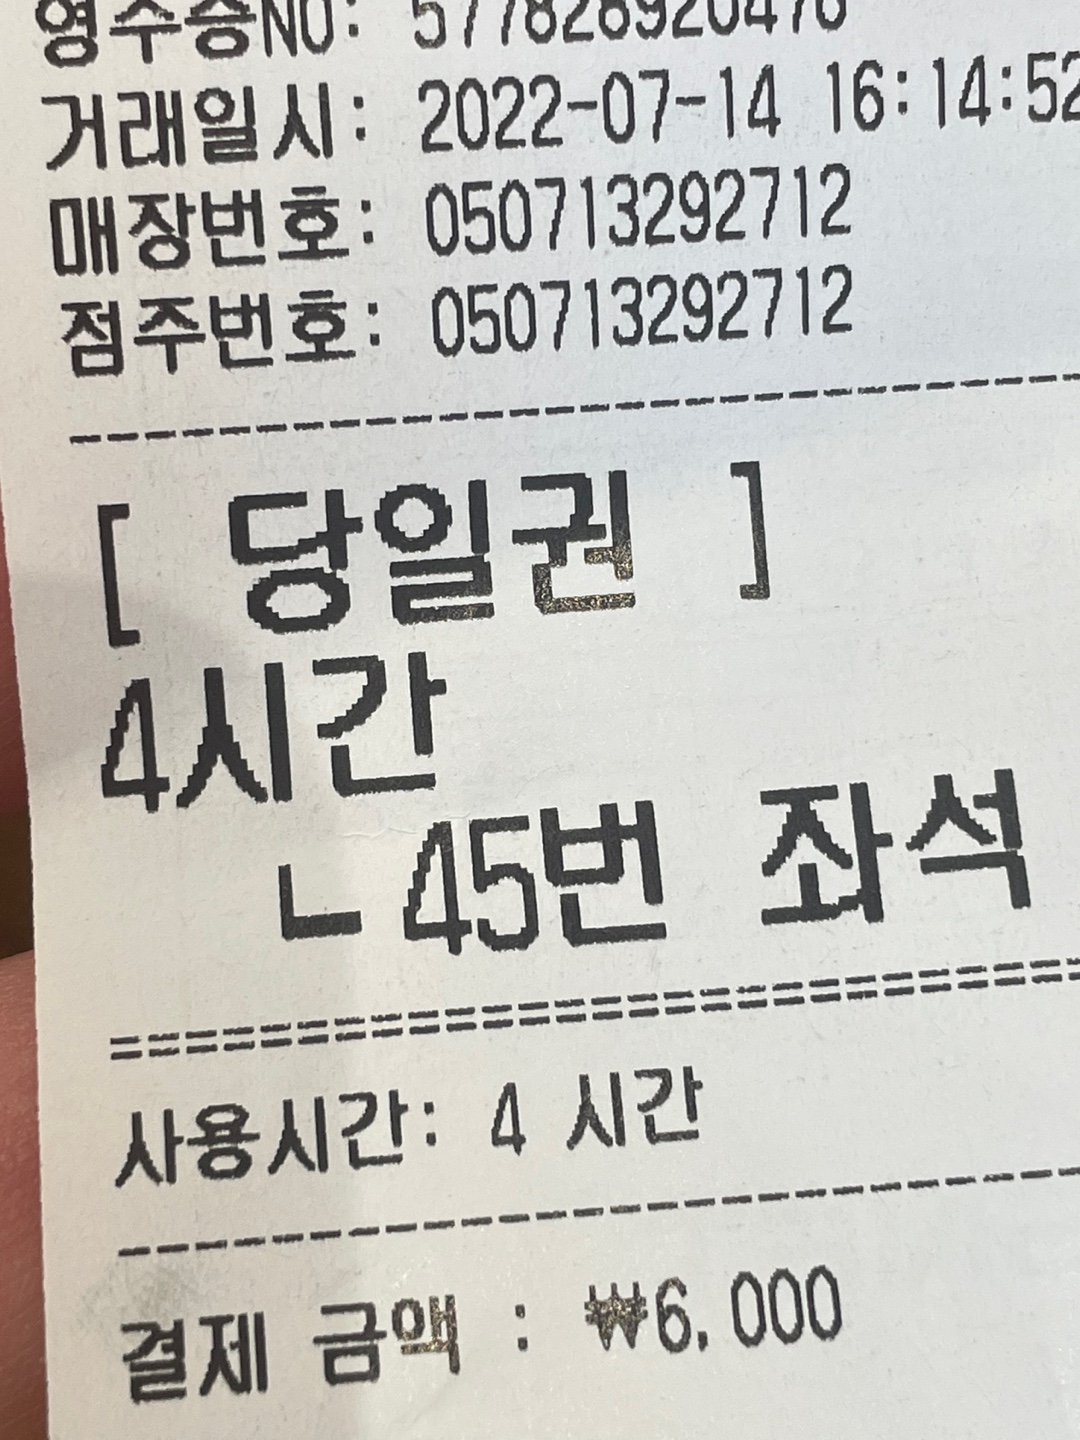 영수증NO: 577828920470
거래일시: 2022-07-14 16:14:52
매장번호: 050713292712
점주번호: 050713292712
[ 당일권 ]
4시간
ㄴ45번 좌석
사용시간: 4 시간
결제 금액 : ₩6,000